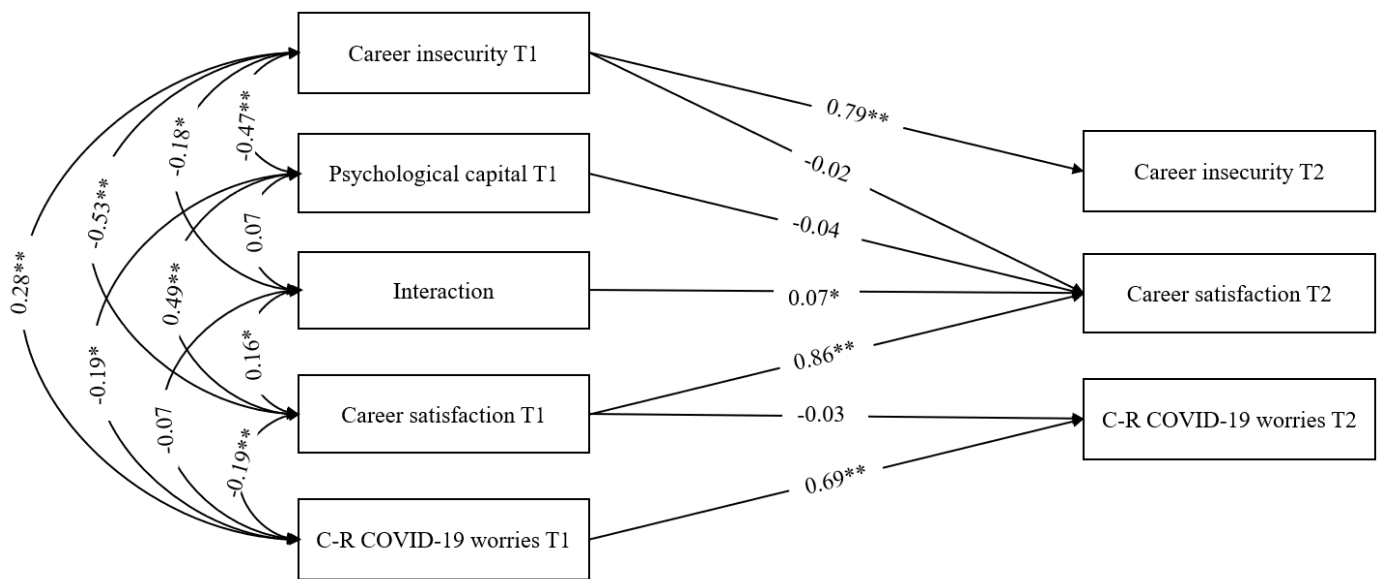 Career insecurity T1
Psychological capital T1
Interaction
Career satisfaction T1
C-R COVID-19 worries T1
Career insecurity T2
Career satisfaction T2
C-R COVID-19 worries T2
0.79**
-0.02
-0.04
0.07*
0.86**
-0.03
0.69**
-0.47**
-0.18*
-0.53**
0.28**
0.07
0.49**
-0.19*
0.16*
-0.07
-0.19**